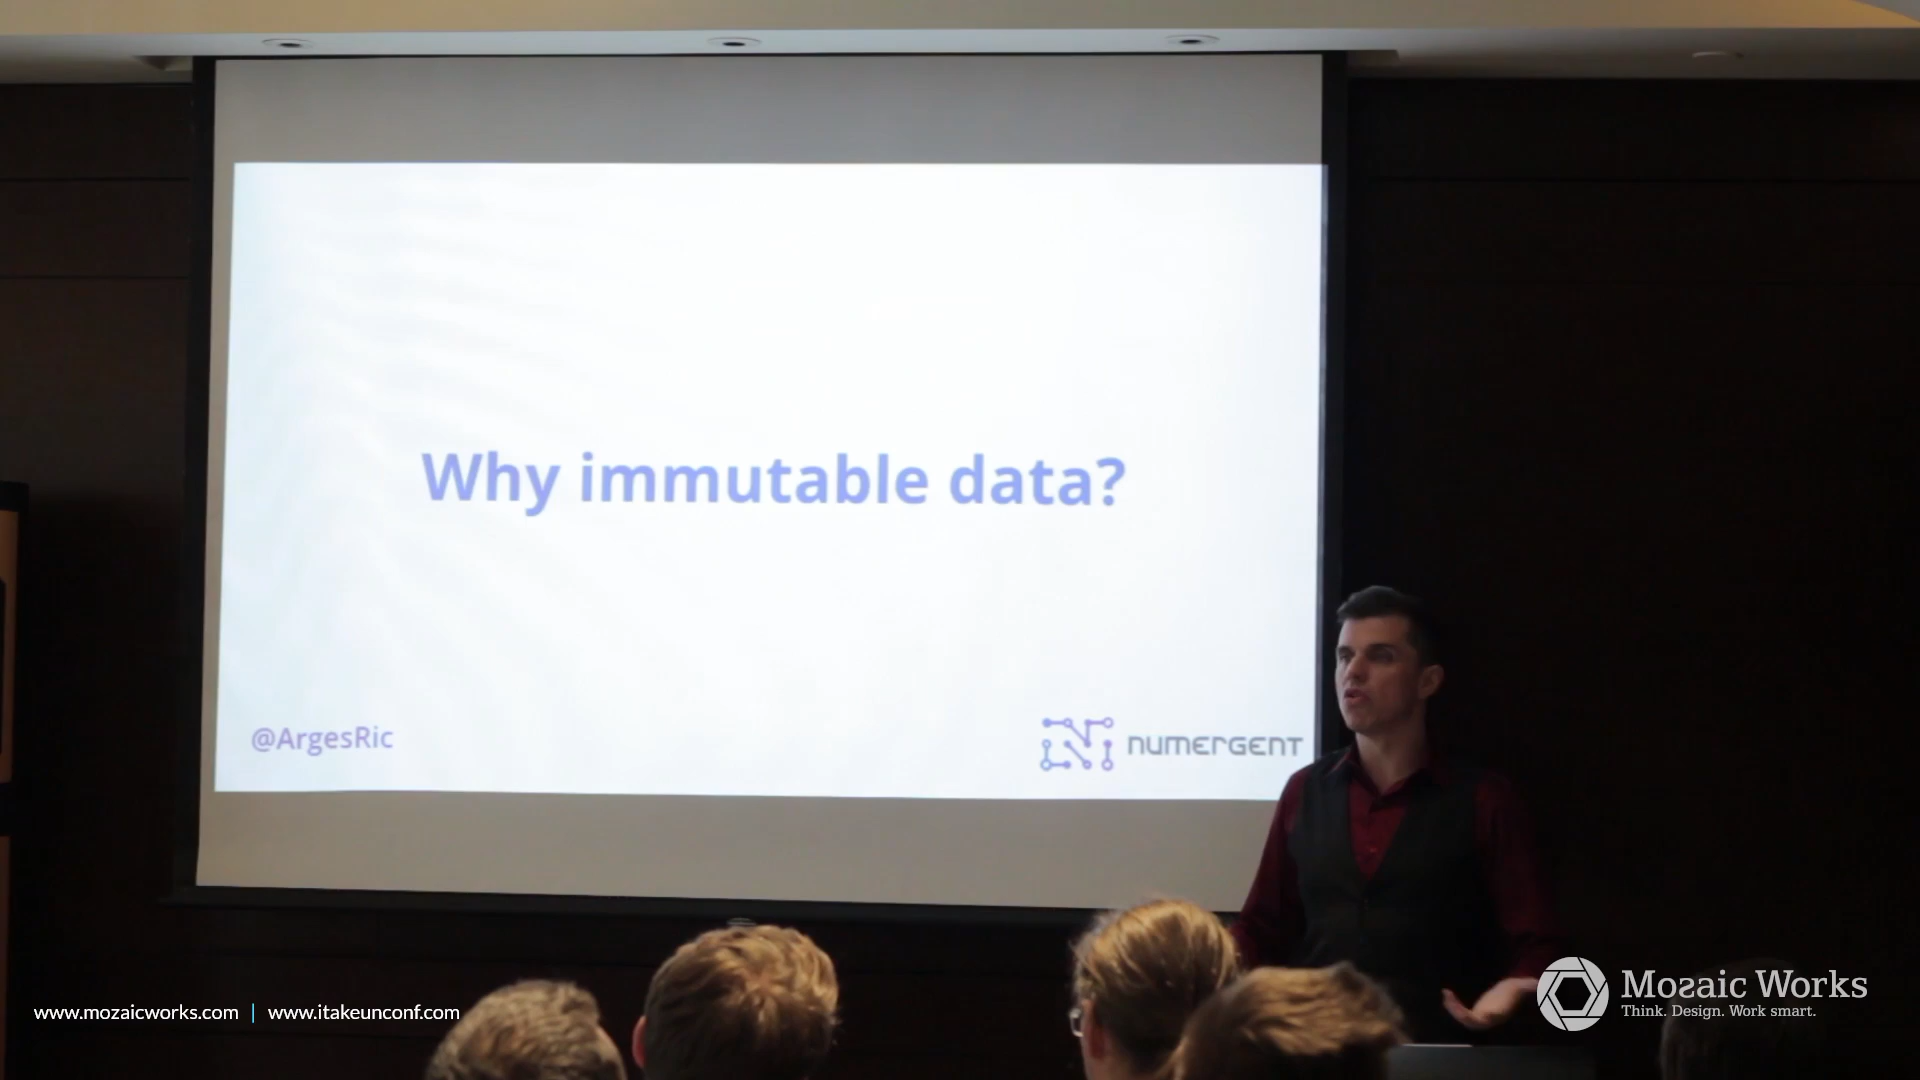 Why immutable data?
@ArgesRic
NUMERGENT
www.mozaicworks.com | www.itakeunconf.com
Mozaic Works
Think. Design. Work smart.